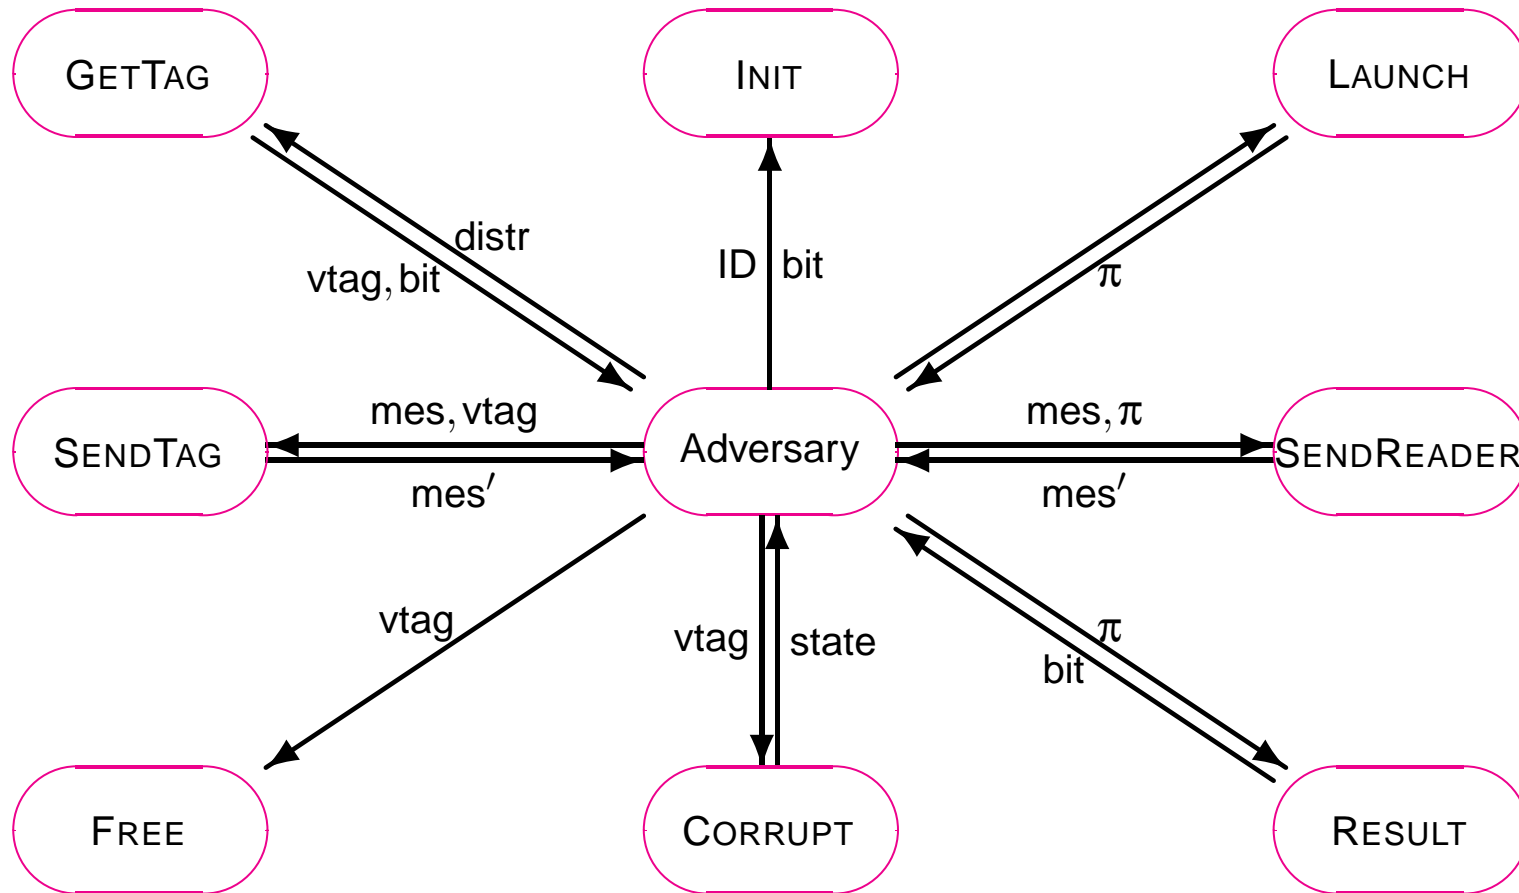 GETTAG
INIT
LAUNCH
distr
vtag, bit
ID
bit
π
SENDTAG
mes, vtag
mes′
Adversary
mes, π
mes′
SENDREADER
vtag
vtag
state
π
bit
FREE
CORRUPT
RESULT